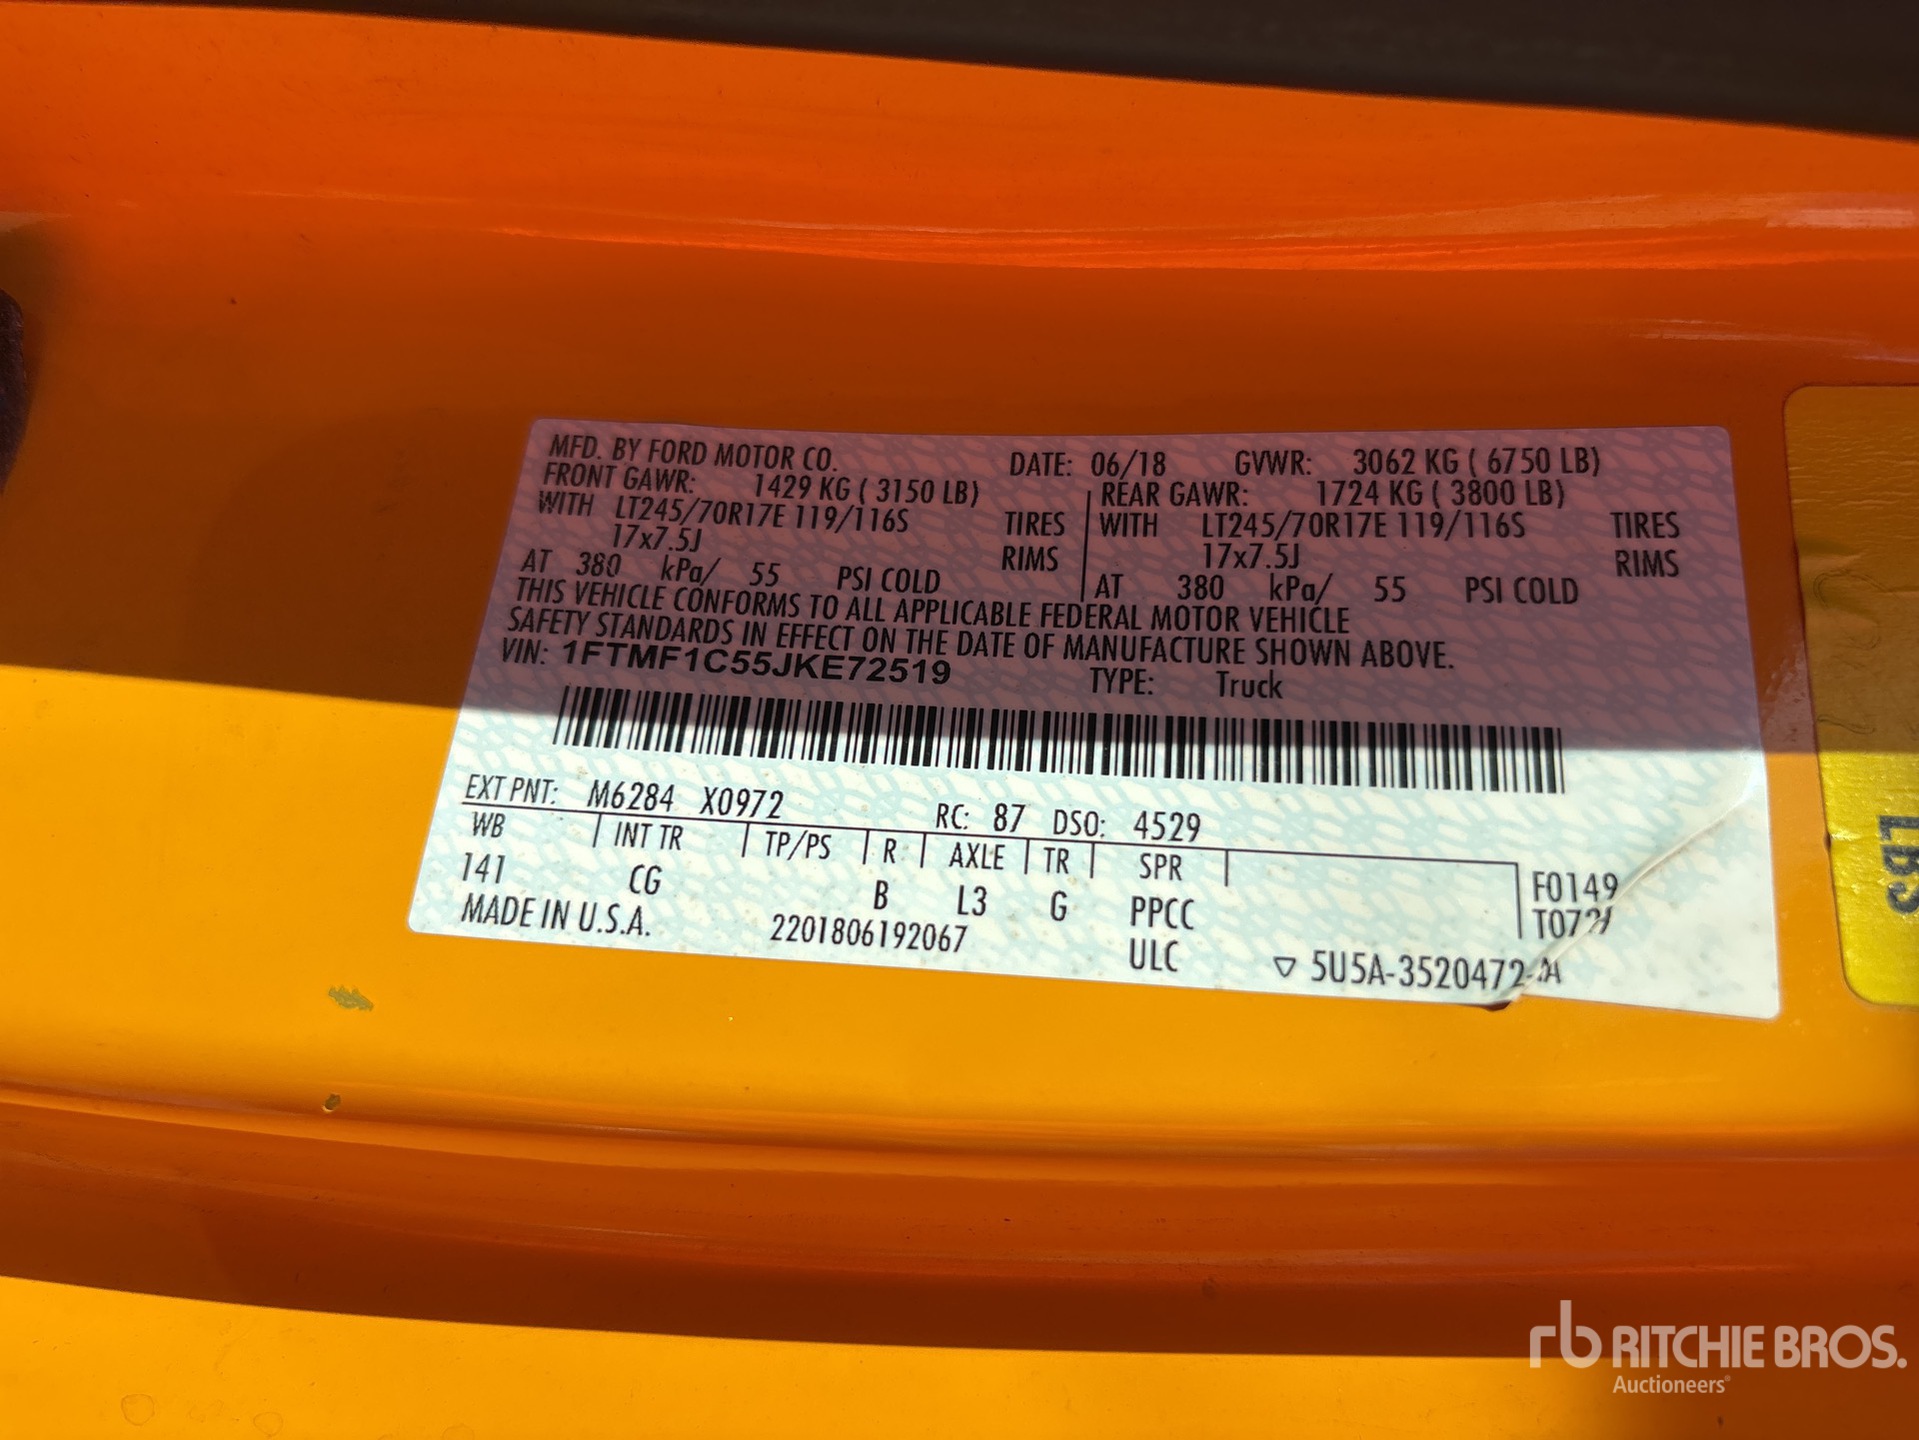 MFD. BY FORD MOTOR CO. DATE: 06/18 GVWR: 3062 KG ( 6750 LB)
FRONT GAWR: 1429 KG ( 3150 LB) REAR GAWR: 1724 KG ( 3800 LB)
WITH LT245/70R17E 119/116S TIRES WITH LT245/70R17E 119/116S TIRES
17x7.5J RIMS 17x7.5J RIMS
AT 380 kPa/ 55 PSI COLD AT 380 kPa/ 55 PSI COLD
THIS VEHICLE CONFORMS TO ALL APPLICABLE FEDERAL MOTOR VEHICLE
SAFETY STANDARDS IN EFFECT ON THE DATE OF MANUFACTURE SHOWN ABOVE.
VIN: 1FTMF1C55JKE72519 TYPE: Truck
EXT PNT: M6284 X0972 RC: 87 DSO: 4529
WB INT TR TP/PS R AXLE TR SPR
141 CG B L3 G PPCC F0149
MADE IN U.S.A. 2201806192067 ULC ▽ 5U5A-3520472-
LBS
rb RITCHIE BROS.
Auctioneers®